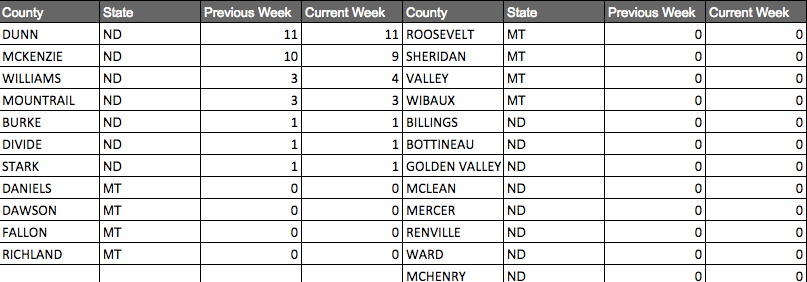 County State Previous Week Current Week County State Previous Week Current Week
DUNN ND 11 11 ROOSEVELT MT 0 0
MCKENZIE ND 10 9 SHERIDAN MT 0 0
WILLIAMS ND 3 4 VALLEY MT 0 0
MOUNTRAIL ND 3 3 WIBAUX MT 0 0
BURKE ND 1 1 BILLINGS ND 0 0
DIVIDE ND 1 1 BOTTINEAU ND 0 0
STARK ND 1 1 GOLDEN VALLEY ND 0 0
DANIELS MT 0 0 MCLEAN ND 0 0
DAWSON MT 0 0 MERCER ND 0 0
FALLON MT 0 0 RENVILLE ND 0 0
RICHLAND MT 0 0 WARD ND 0 0
MCHENRY ND 0 0